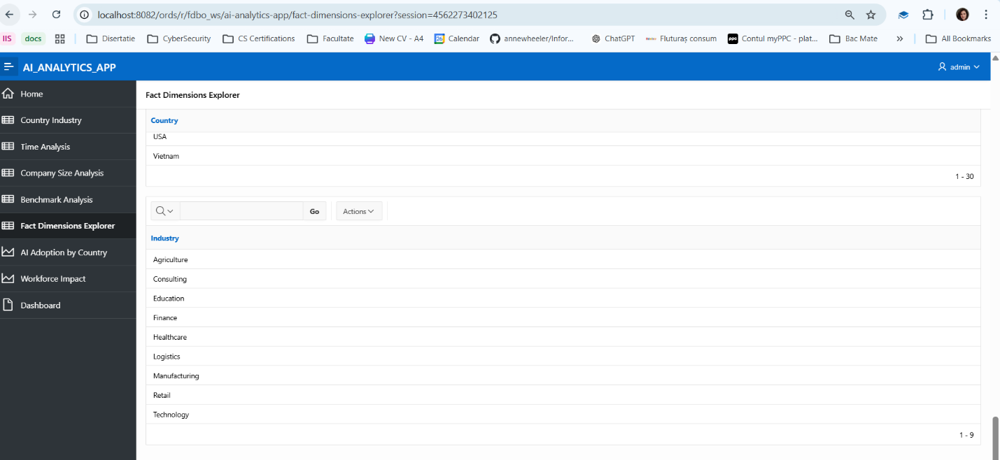 localhost:8082/ords/r/fdbo_ws/ai-analytics-app/fact-dimensions-explorer?session=4562273402125
IIS docs Disertatie CyberSecurity CS Certifications Facultate New CV - A4 26 Calendar annewheeler/Infor... ChatGPT Fluturaș consum ppc Contul myPPC - plat... Bac Mate » All Bookmarks
AI_ANALYTICS_APP admin
Home
Country Industry
Time Analysis
Company Size Analysis
Benchmark Analysis
Fact Dimensions Explorer
AI Adoption by Country
Workforce Impact
Dashboard
Fact Dimensions Explorer
Country
USA
Vietnam
1 - 30
Go Actions
Industry
Agriculture
Consulting
Education
Finance
Healthcare
Logistics
Manufacturing
Retail
Technology
1 - 9